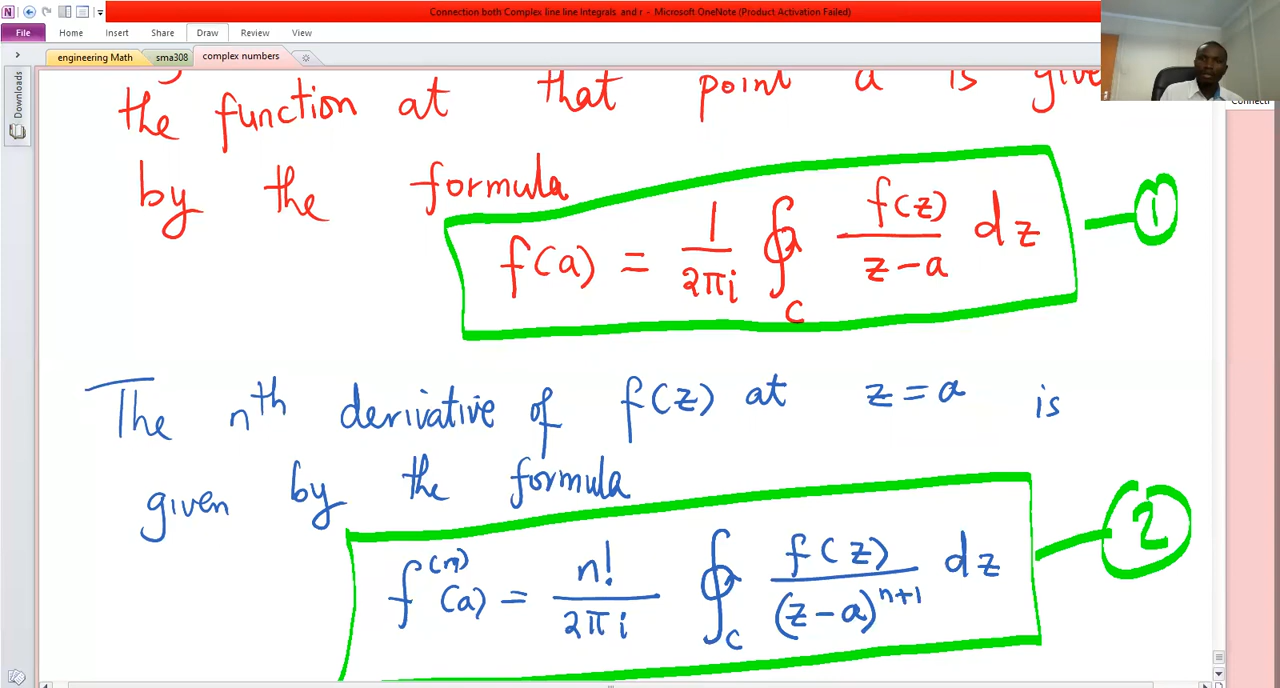 Connection both Complex line line Integrals and r - Microsoft OneNote (Product Activation Failed)
File Home Insert Share Draw Review View
engineering Math sma308 complex numbers
Downloads
Connecti
the function at that point a is give
by the formula
f(a) = 1/2πi ∮_C f(z)/(z-a) dz — ①
The nth derivative of f(z) at z = a is
given by the formula
f^(n)(a) = n!/2πi ∮_C f(z)/(z-a)^(n+1) dz — ②